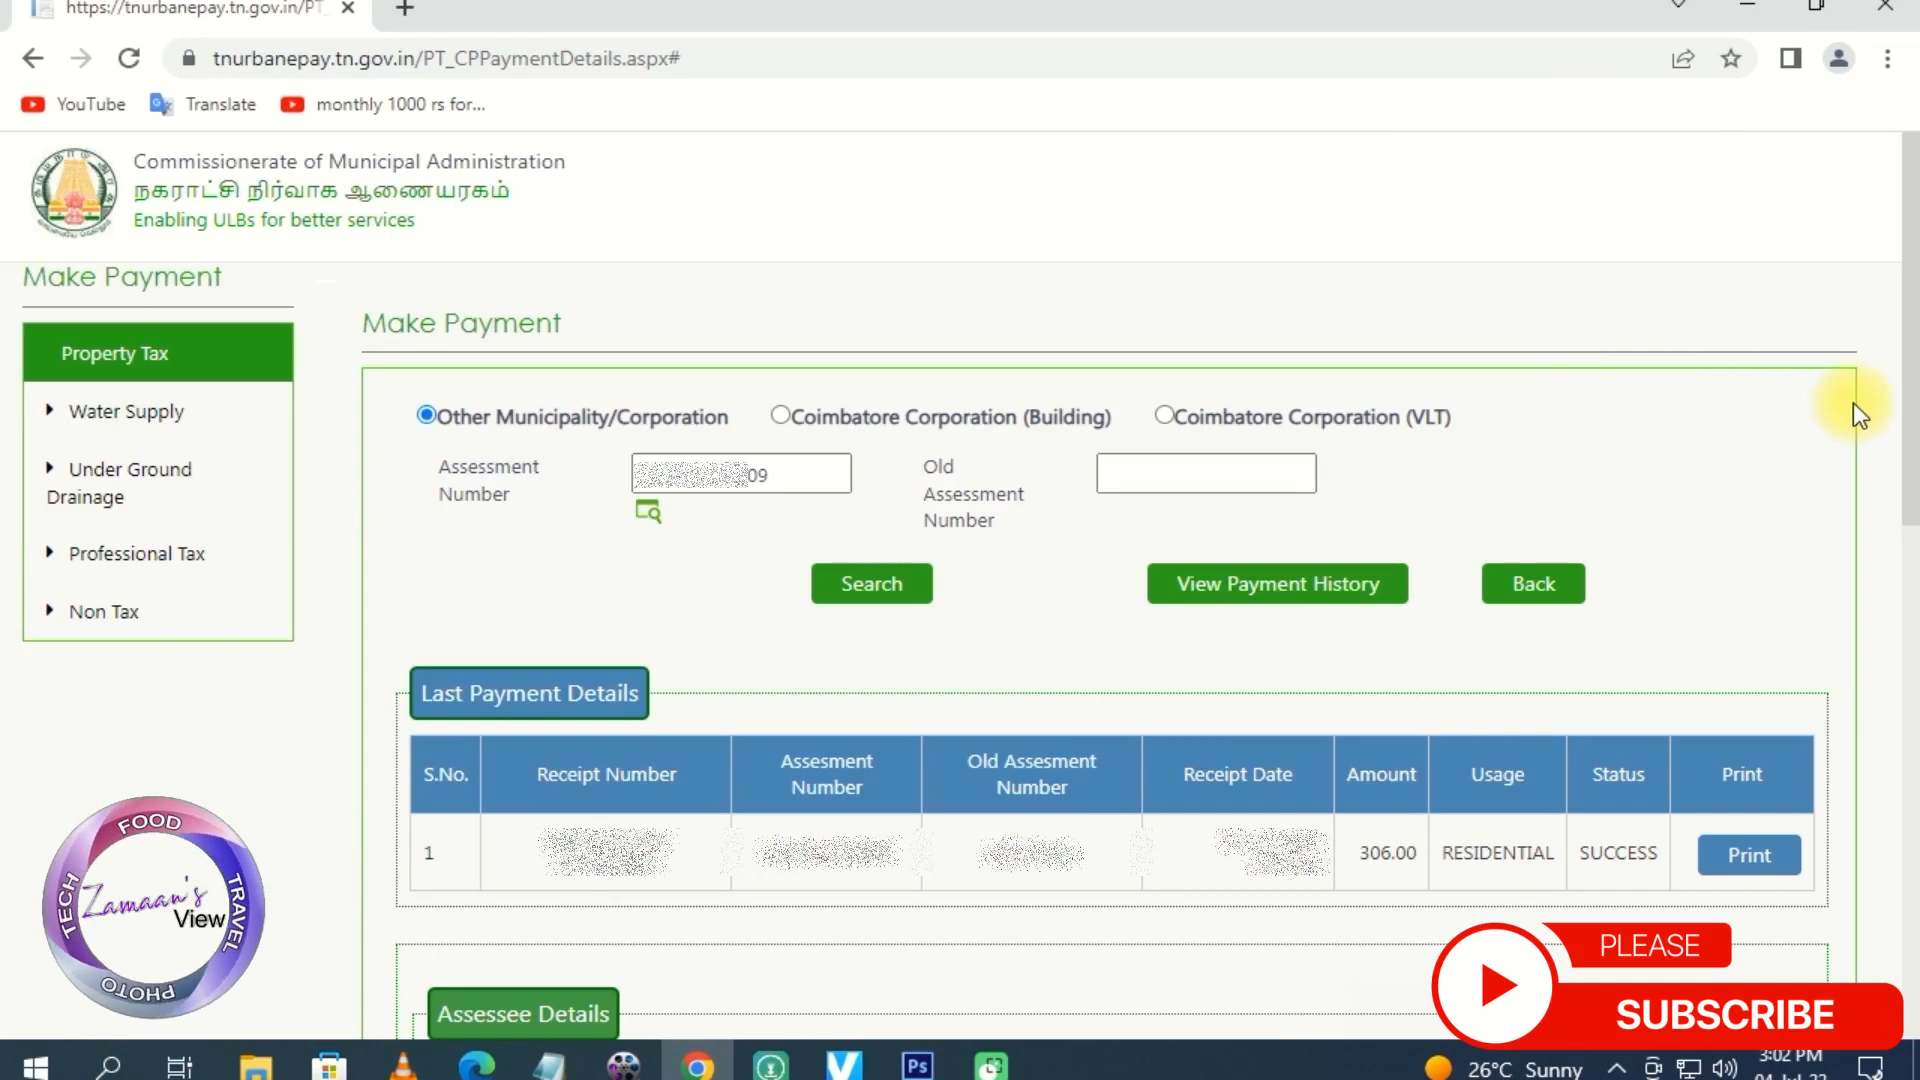 https://tnurbanepay.tn.gov.in/PT_
tnurbanepay.tn.gov.in/PT_CPPaymentDetails.aspx#
YouTube Translate monthly 1000 rs for...
Commissionerate of Municipal Administration
நகராட்சி நிர்வாக ஆணையரகம்
Enabling ULBs for better services
Make Payment
Property Tax
Water Supply
Under Ground
Drainage
Professional Tax
Non Tax
Make Payment
Other Municipality/Corporation Coimbatore Corporation (Building) Coimbatore Corporation (VLT)
Assessment
Number
09
Old
Assessment
Number
Search View Payment History Back
Last Payment Details
S.No. Receipt Number Assesment Number Old Assesment Number Receipt Date Amount Usage Status Print
1 306.00 RESIDENTIAL SUCCESS Print
Assessee Details
FOOD
TRAVEL
PHOTO
TECH
Zamaan's
View
PLEASE
SUBSCRIBE
Ps
26°C Sunny
3:02 PM